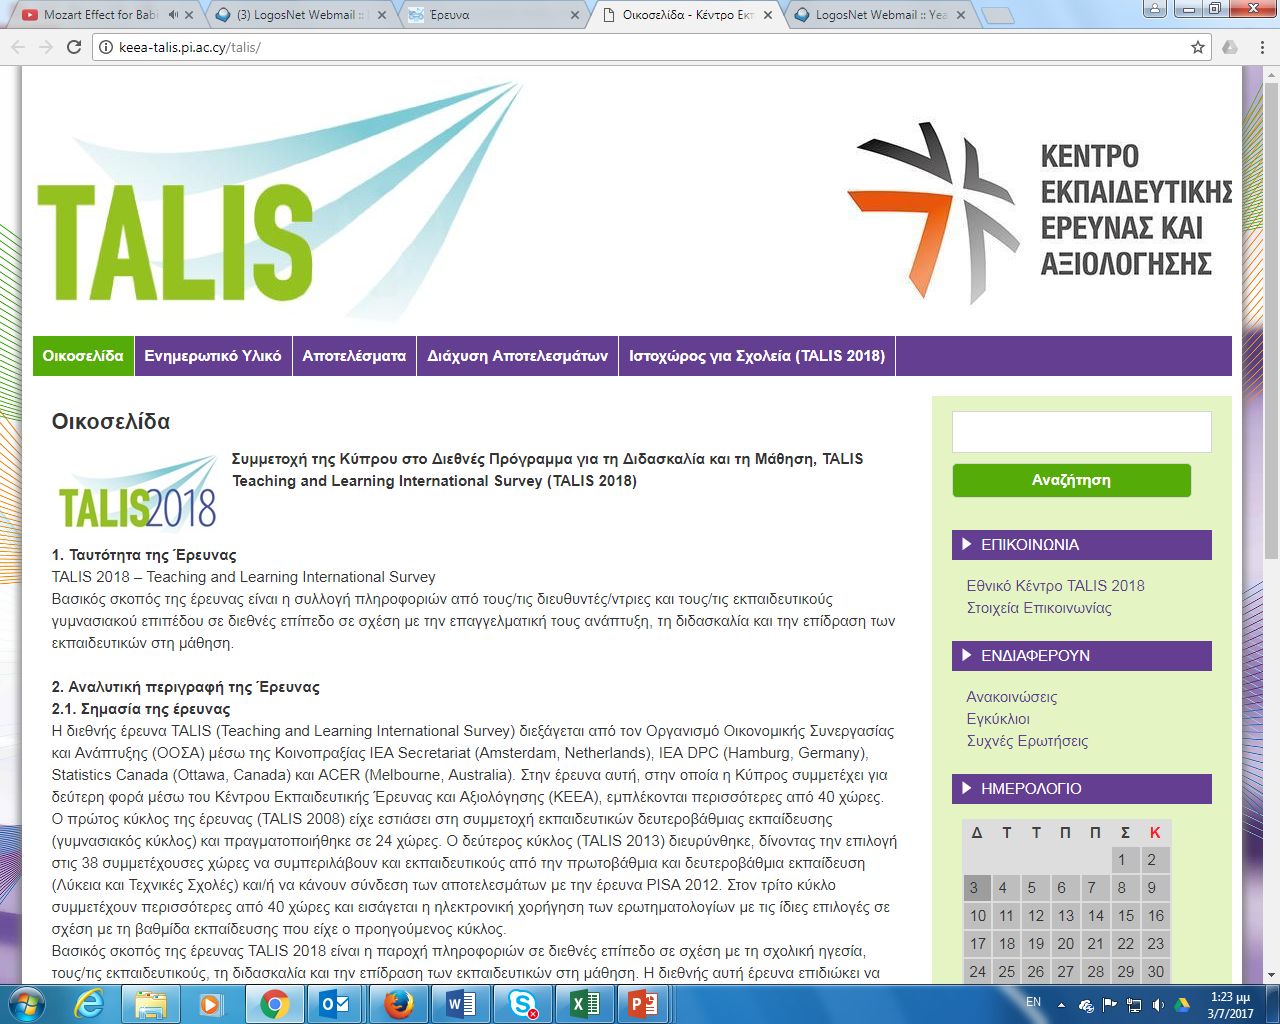 Mozart Effect for Bab
(3) LogosNet Webmail ::
Έρευνα
Οικοσελίδα - Κέντρο Εκπ
LogosNet Webmail :: Yea
keea-talis.pi.ac.cy/talis/
TALIS
ΚΕΝΤΡΟ
ΕΚΠΑΙΔΕΥΤΙΚΗΣ
ΕΡΕΥΝΑΣ ΚΑΙ
ΑΞΙΟΛΟΓΗΣΗΣ
Οικοσελίδα Ενημερωτικό Υλικό Αποτελέσματα Διάχυση Αποτελεσμάτων Ιστοχώρος για Σχολεία (TALIS 2018)
Οικοσελίδα
TALIS2018
Συμμετοχή της Κύπρου στο Διεθνές Πρόγραμμα για τη Διδασκαλία και τη Μάθηση, TALIS
Teaching and Learning International Survey (TALIS 2018)
1. Ταυτότητα της Έρευνας
TALIS 2018 – Teaching and Learning International Survey
Βασικός σκοπός της έρευνας είναι η συλλογή πληροφοριών από τους/τις διευθυντές/ντριες και τους/τις εκπαιδευτικούς
γυμνασιακού επιπέδου σε διεθνές επίπεδο σε σχέση με την επαγγελματική τους ανάπτυξη, τη διδασκαλία και την επίδραση των
εκπαιδευτικών στη μάθηση.
2. Αναλυτική περιγραφή της Έρευνας
2.1. Σημασία της έρευνας
Η διεθνής έρευνα TALIS (Teaching and Learning International Survey) διεξάγεται από τον Οργανισμό Οικονομικής Συνεργασίας
και Ανάπτυξης (ΟΟΣΑ) μέσω της Κοινοπραξίας IEA Secretariat (Amsterdam, Netherlands), IEA DPC (Hamburg, Germany),
Statistics Canada (Ottawa, Canada) και ACER (Melbourne, Australia). Στην έρευνα αυτή, στην οποία η Κύπρος συμμετέχει για
δεύτερη φορά μέσω του Κέντρου Εκπαιδευτικής Έρευνας και Αξιολόγησης (ΚΕΕΑ), εμπλέκονται περισσότερες από 40 χώρες.
Ο πρώτος κύκλος της έρευνας (TALIS 2008) είχε εστιάσει στη συμμετοχή εκπαιδευτικών δευτεροβάθμιας εκπαίδευσης
(γυμνασιακός κύκλος) και πραγματοποιήθηκε σε 24 χώρες. Ο δεύτερος κύκλος (TALIS 2013) διευρύνθηκε, δίνοντας την επιλογή
στις 38 συμμετέχουσες χώρες να συμπεριλάβουν και εκπαιδευτικούς από την πρωτοβάθμια και δευτεροβάθμια εκπαίδευση
(Λύκεια και Τεχνικές Σχολές) και/ή να κάνουν σύνδεση των αποτελεσμάτων με την έρευνα PISA 2012. Στον τρίτο κύκλο
συμμετέχουν περισσότερες από 40 χώρες και εισάγεται η ηλεκτρονική χορήγηση των ερωτηματολογίων με τις ίδιες επιλογές σε
σχέση με τη βαθμίδα εκπαίδευσης που είχε ο προηγούμενος κύκλος.
Βασικός σκοπός της έρευνας TALIS 2018 είναι η παροχή πληροφοριών σε διεθνές επίπεδο σε σχέση με τη σχολική ηγεσία,
τους/τις εκπαιδευτικούς, τη διδασκαλία και την επίδραση των εκπαιδευτικών στη μάθηση. Η διεθνής αυτή έρευνα επιδιώκει να
Αναζήτηση
ΕΠΙΚΟΙΝΩΝΙΑ
Εθνικό Κέντρο TALIS 2018
Στοιχεία Επικοινωνίας
ΕΝΔΙΑΦΕΡΟΥΝ
Ανακοινώσεις
Εγκύκλιοι
Συχνές Ερωτήσεις
ΗΜΕΡΟΛΟΓΙΟ
Δ Τ Τ Π Π Σ Κ
1 2
3 4 5 6 7 8 9
10 11 12 13 14 15 16
17 18 19 20 21 22 23
24 25 26 27 28 29 30
EN
1:23 μμ
3/7/2017